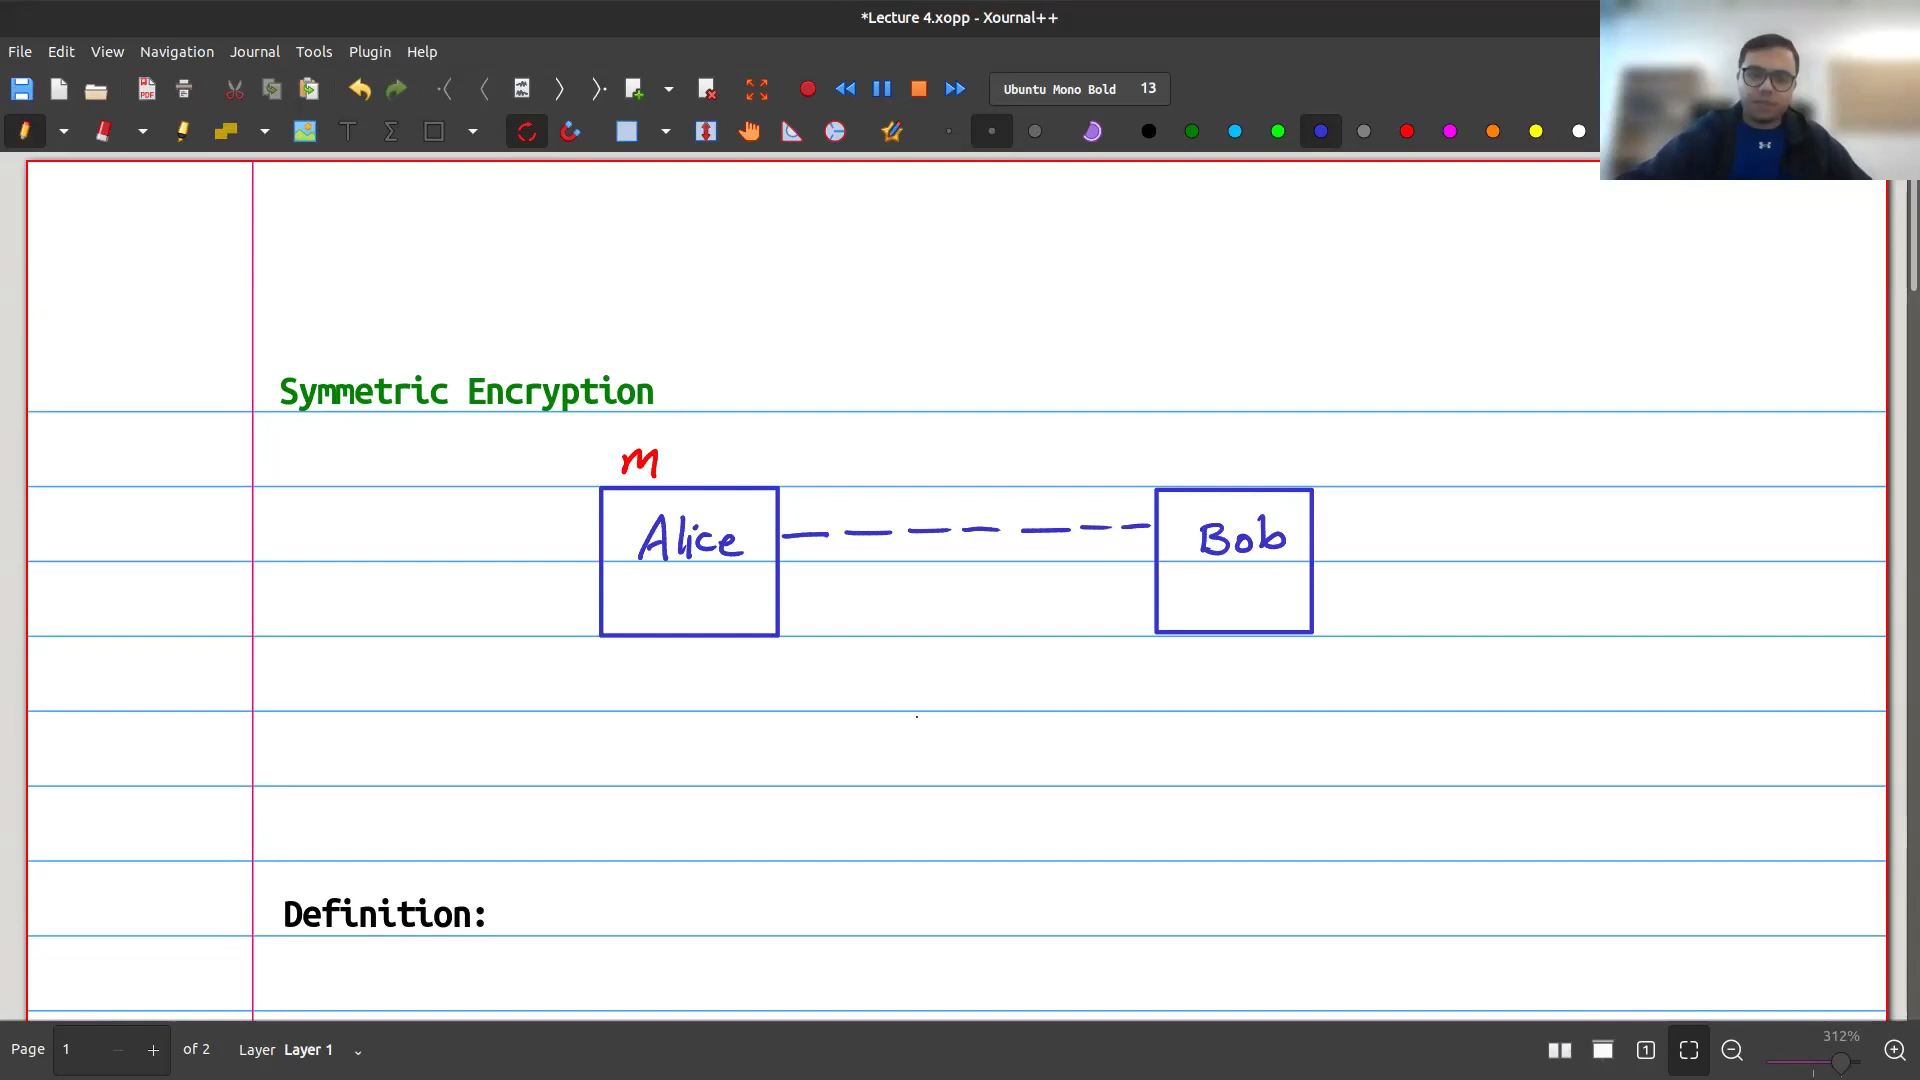 *Lecture 4.xopp - Xournal++
File Edit View Navigation Journal Tools Plugin Help
PDF
Ubuntu Mono Bold 13
Symmetric Encryption
m
Alice Bob
Definition:
Page 1 of 2 Layer Layer 1
312%